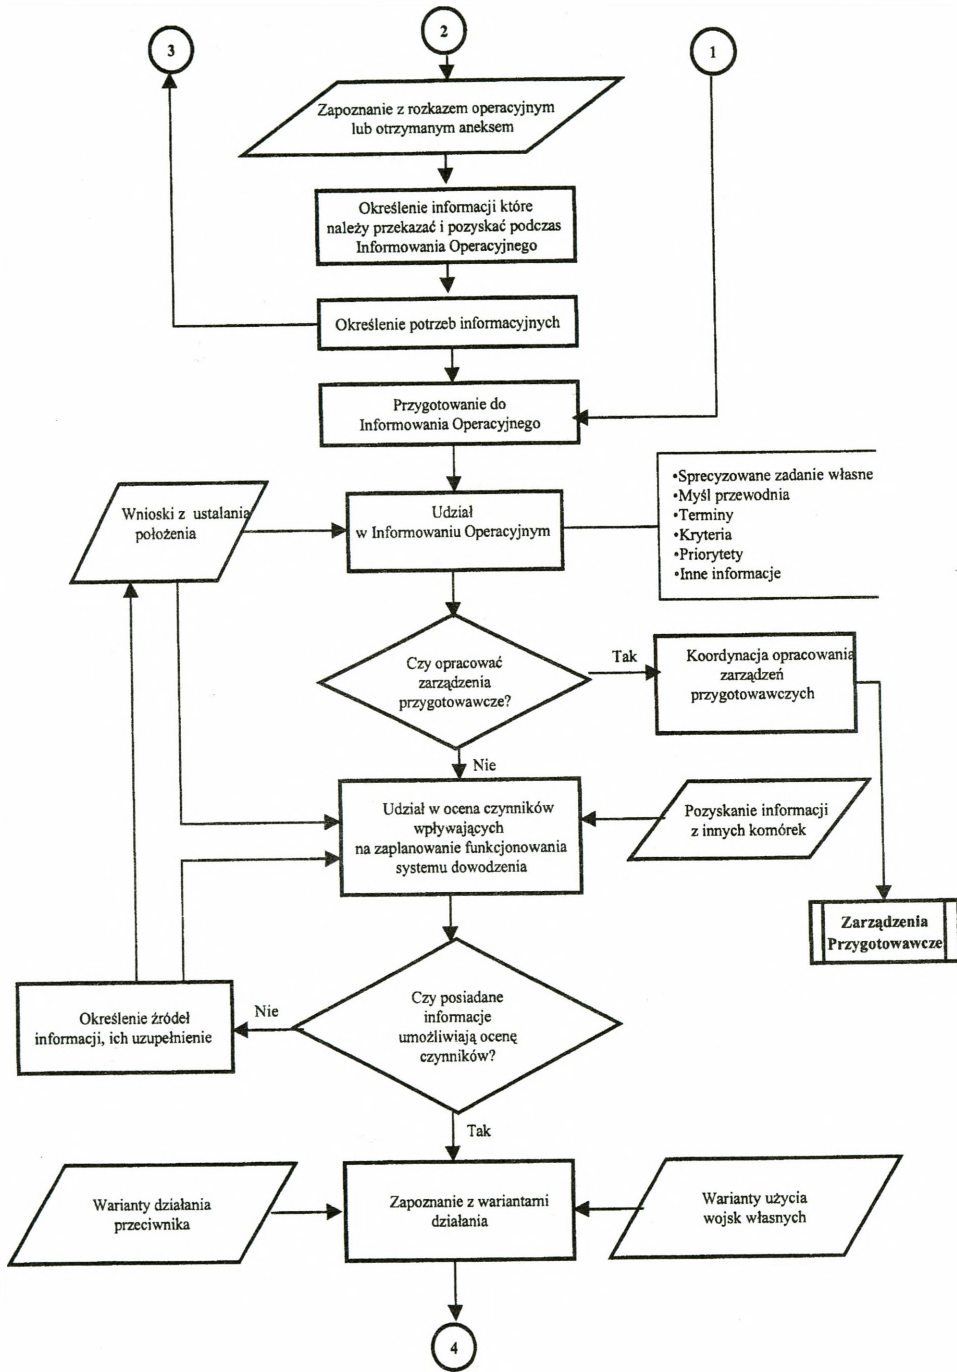 3
2
1
Zapoznanie z rozkazem operacyjnym
lub otrzymanym aneksem
Określenie informacji które
należy przekazać i pozyskać podczas
Informowania Operacyjnego
Określenie potrzeb informacyjnych
Przygotowanie do
Informowania Operacyjnego
Wnioski z ustalania
położenia
Udział
w Informowaniu Operacyjnym
•Sprecyzowane zadanie własne
•Myśl przewodnia
•Terminy
•Kryteria
•Priorytety
•Inne informacje
Czy opracować
zarządzenia
przygotowawcze?
Tak
Koordynacja opracowania
zarządzeń
przygotowawczych
Nie
Udział w ocena czynników
wpływających
na zaplanowanie funkcjonowania
systemu dowodzenia
Pozyskanie informacji
z innych komórek
Zarządzenia
Przygotowawcze
Określenie źródeł
informacji, ich uzupełnienie
Nie
Czy posiadane
informacje
umożliwiają ocenę
czynników?
Tak
Warianty działania
przeciwnika
Zapoznanie z wariantami
działania
Warianty użycia
wojsk własnych
4